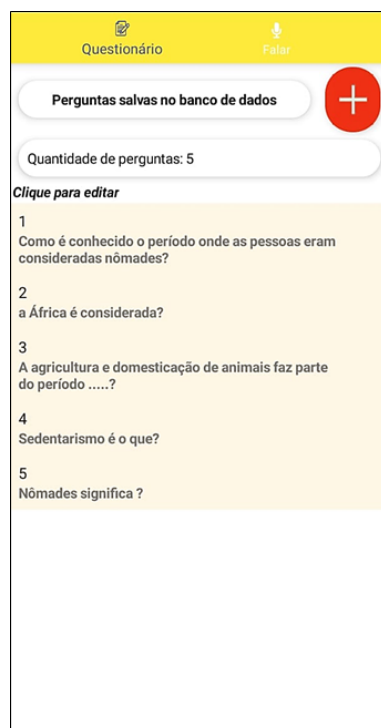 Questionário
Falar
Perguntas salvas no banco de dados
Quantidade de perguntas: 5
Clique para editar
1
Como é conhecido o período onde as pessoas eram
consideradas nômades?
2
a África é considerada?
3
A agricultura e domesticação de animais faz parte
do período .....?
4
Sedentarismo é o que?
5
Nômades significa ?